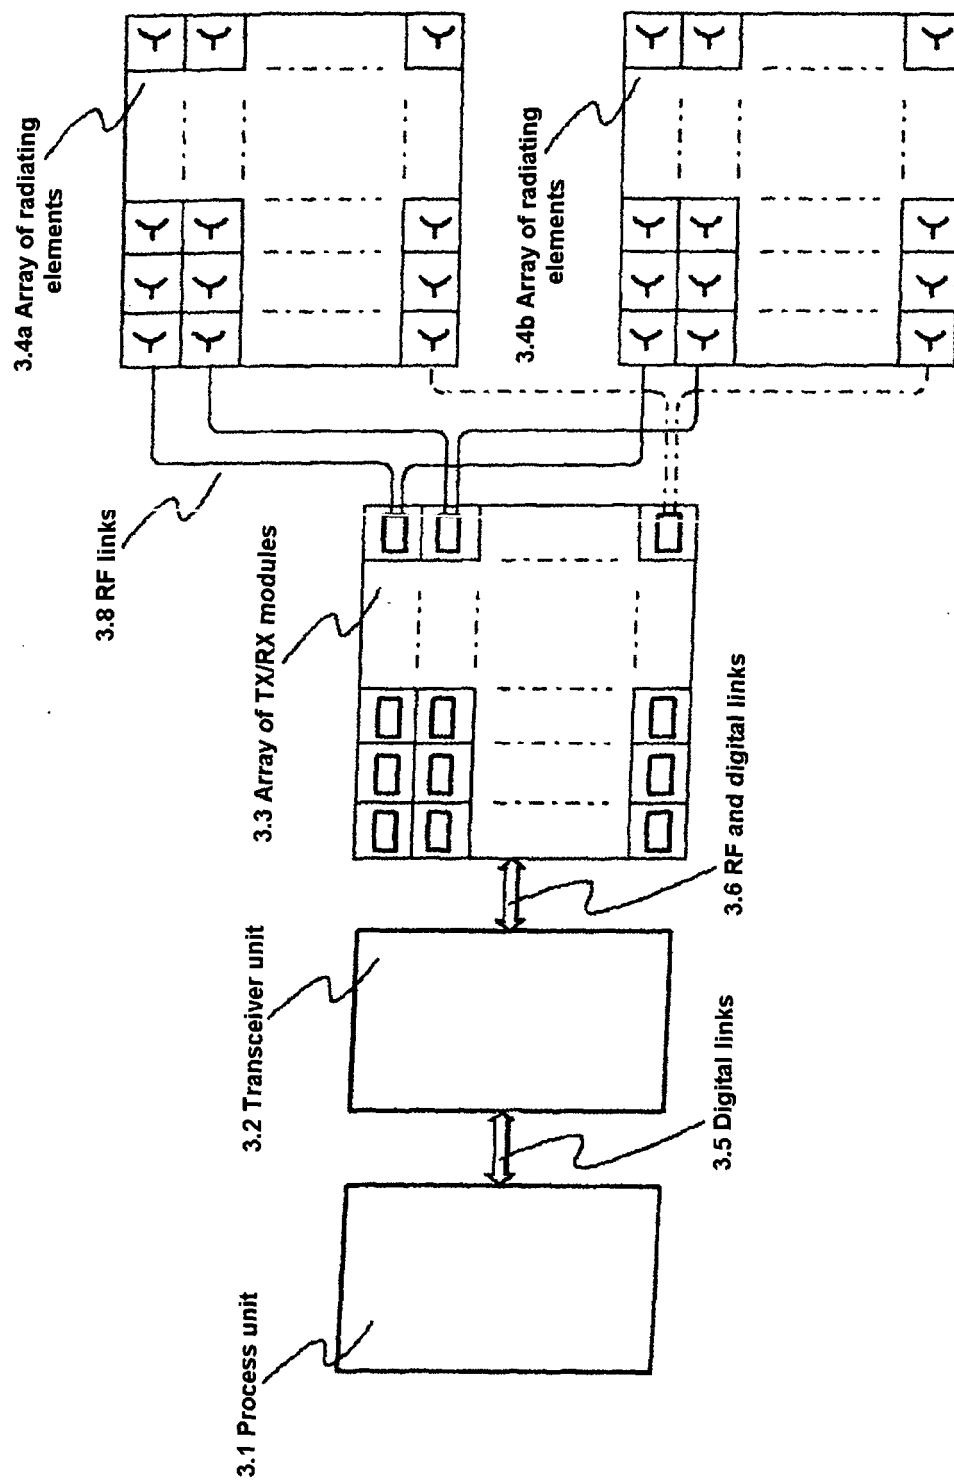 3.1 Process unit
3.2 Transceiver unit
3.3 Array of TX/RX modules
3.8 RF links
3.4a Array of radiating
elements
3.4b Array of radiating
elements
3.5 Digital links
3.6 RF and digital links